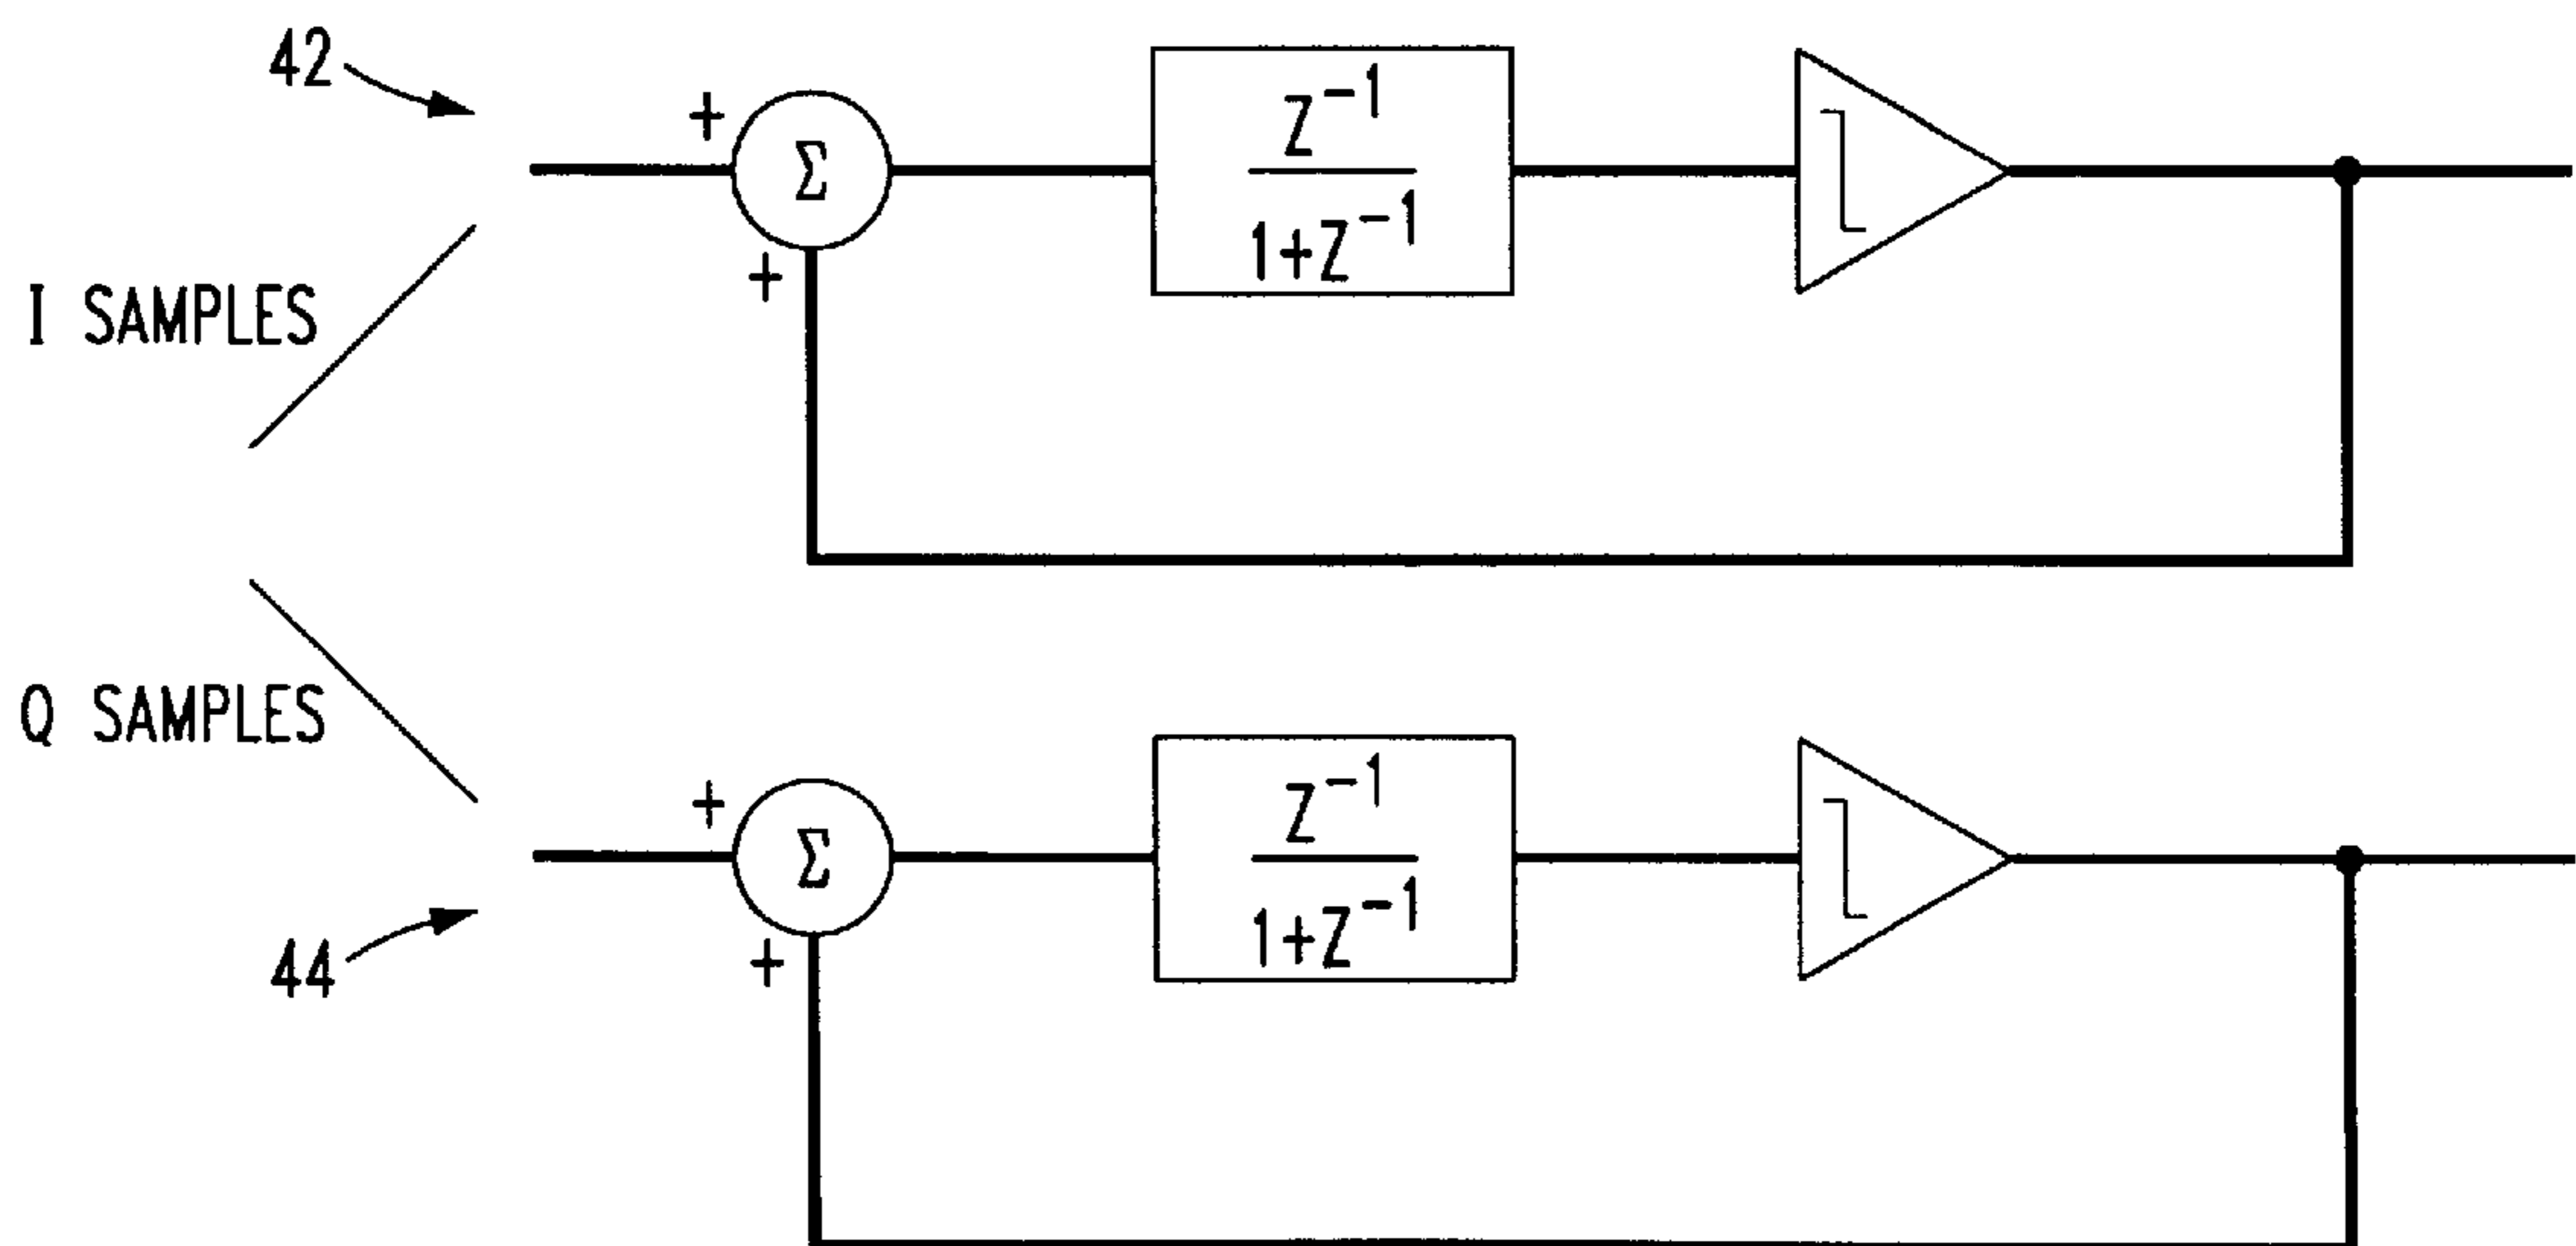 42
+
Σ
+
Z⁻¹
1+Z⁻¹
I SAMPLES
Q SAMPLES
+
Σ
+
Z⁻¹
1+Z⁻¹
44